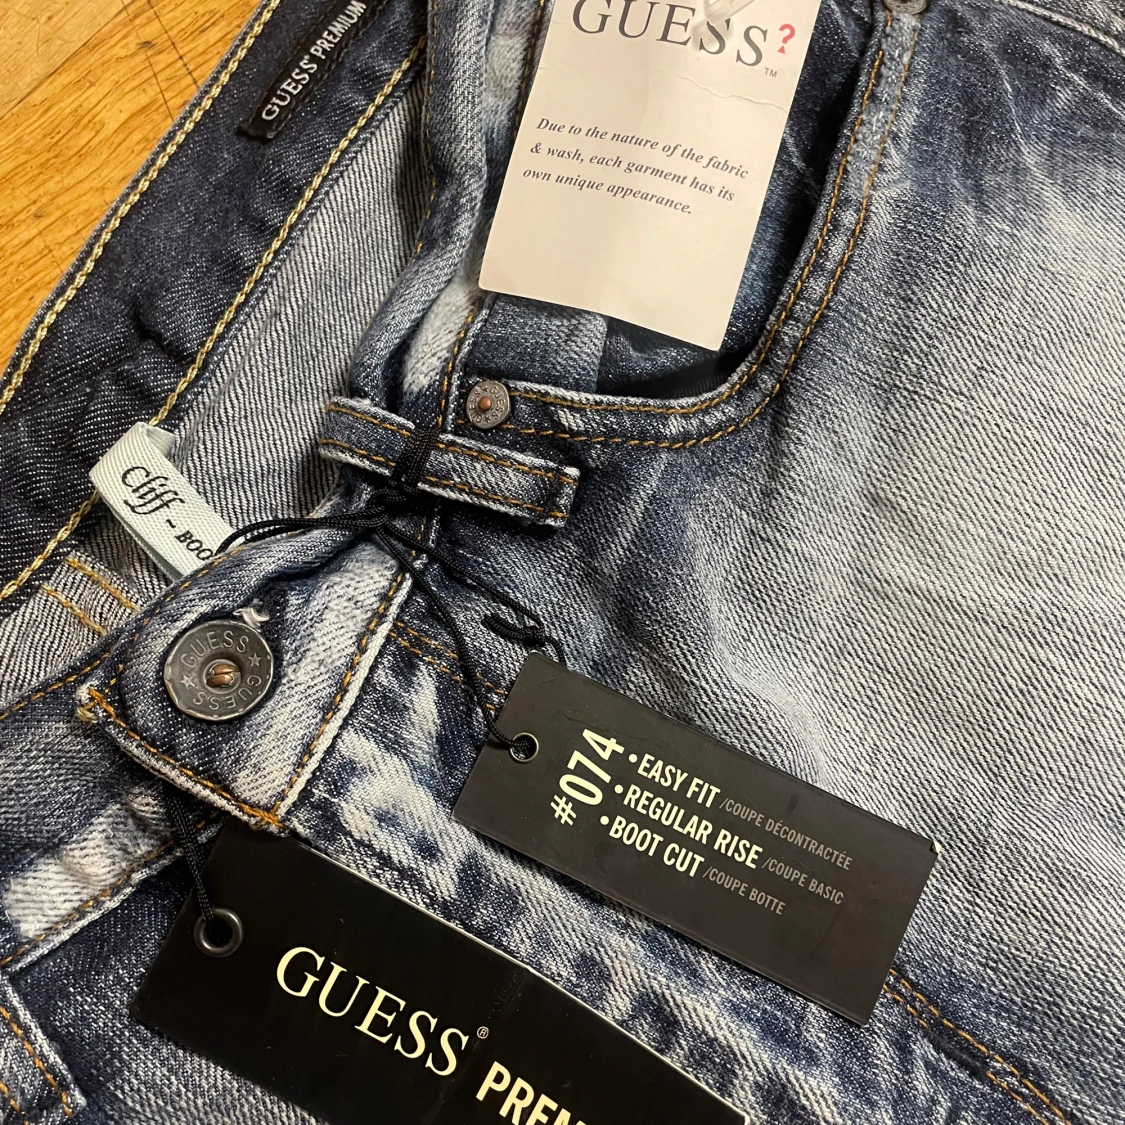 GUESS PREMIUM
GUESS?
TM
Due to the nature of the fabric
& wash, each garment has its
own unique appearance.
Cliff ~ BOO
GUESS ★ GUESS ★
#074
• EASY FIT /COUPE DÉCONTRACTÉE
• REGULAR RISE /COUPE BASIC
• BOOT CUT /COUPE BOTTE
GUESS® PREM